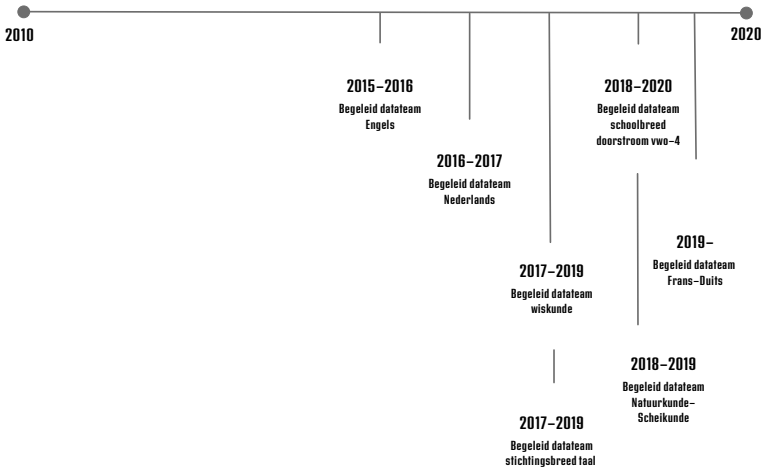 2010
2020
2015–2016
Begeleid datateam
Engels
2016–2017
Begeleid datateam
Nederlands
2017–2019
Begeleid datateam
wiskunde
2017–2019
Begeleid datateam
stichtingsbreed taal
2018–2020
Begeleid datateam
schoolbreed
doorstroom vwo–4
2018–2019
Begeleid datateam
Natuurkunde–
Scheikunde
2019–
Begeleid datateam
Frans–Duits